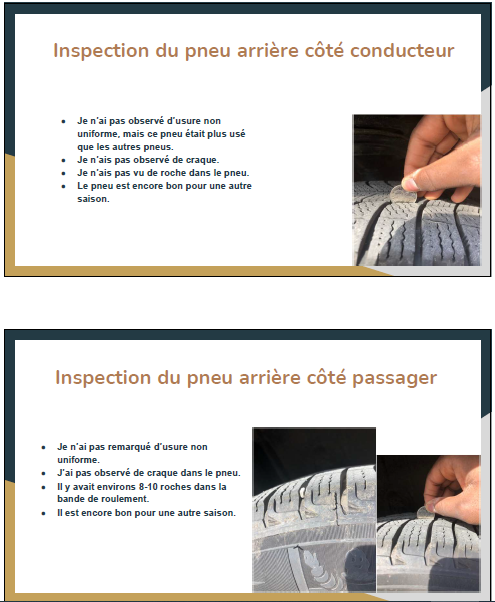 Inspection du pneu arrière côté conducteur
● Je n'ai pas observé d'usure non
uniforme, mais ce pneu était plus usé
que les autres pneus.
● Je n'ais pas observé de craque.
● Je n'ais pas vu de roche dans le pneu.
● Le pneu est encore bon pour une autre
saison.
Inspection du pneu arrière côté passager
● Je n'ai pas remarqué d'usure non
uniforme.
● J'ai pas observé de craque dans le pneu.
● Il y avait environs 8-10 roches dans la
bande de roulement.
● Il est encore bon pour une autre saison.